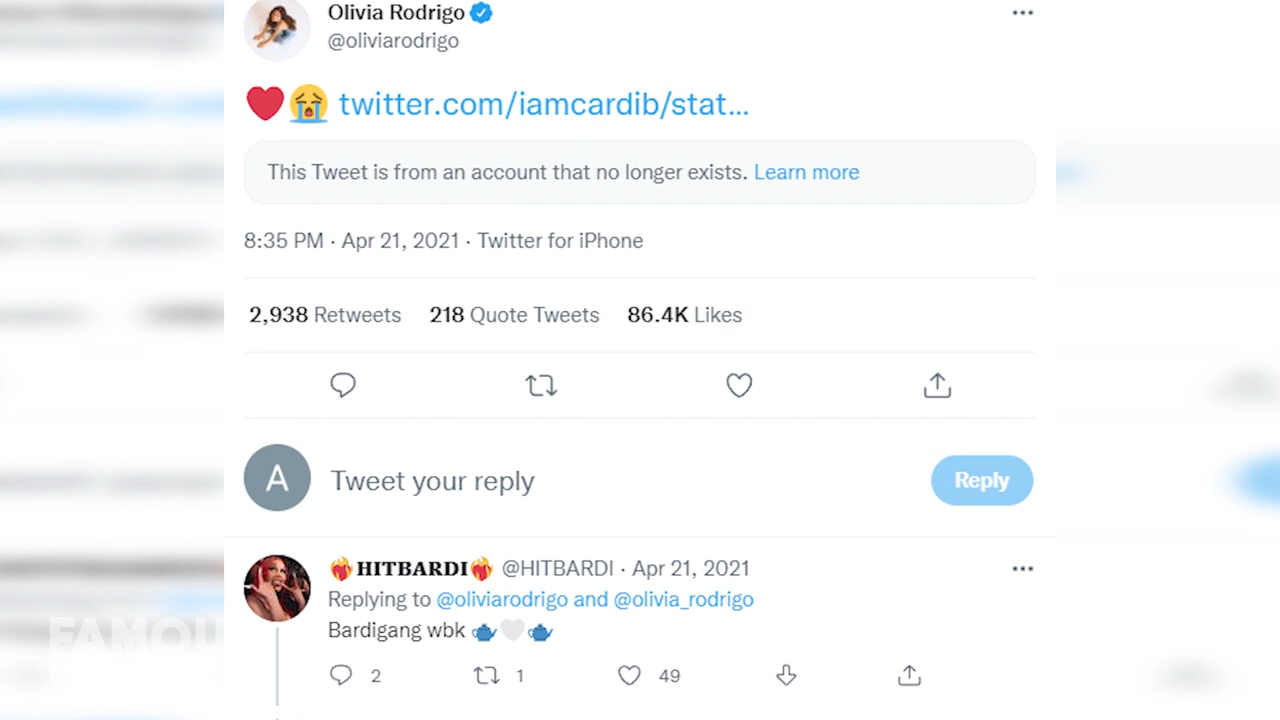 Olivia Rodrigo
@oliviarodrigo
❤️😭 twitter.com/iamcardib/stat...
This Tweet is from an account that no longer exists. Learn more
8:35 PM · Apr 21, 2021 · Twitter for iPhone
2,938 Retweets 218 Quote Tweets 86.4K Likes
A Tweet your reply Reply
❤️‍🔥HITBARDI❤️‍🔥 @HITBARDI · Apr 21, 2021
Replying to @oliviarodrigo and @olivia_rodrigo
Bardigang wbk 🫖🤍🫖
2 1 49